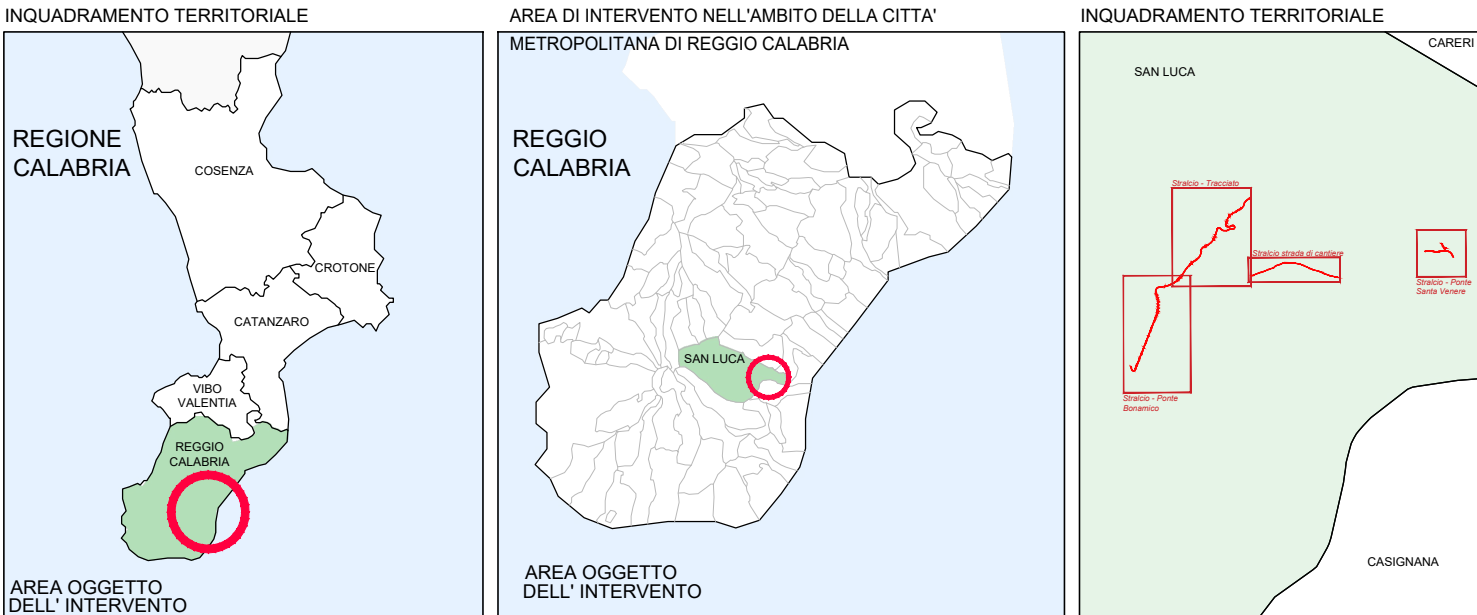 INQUADRAMENTO TERRITORIALE
REGIONE
CALABRIA
COSENZA
CROTONE
CATANZARO
VIBO
VALENTIA
REGGIO
CALABRIA
AREA OGGETTO
DELL' INTERVENTO
AREA DI INTERVENTO NELL'AMBITO DELLA CITTA'
METROPOLITANA DI REGGIO CALABRIA
REGGIO
CALABRIA
SAN LUCA
AREA OGGETTO
DELL' INTERVENTO
INQUADRAMENTO TERRITORIALE
CARERI
SAN LUCA
Stralcio - Tracciato
Stralcio strada di cantiere
Stralcio - Ponte
Santa Venere
Stralcio - Ponte
Bonamico
CASIGNANA